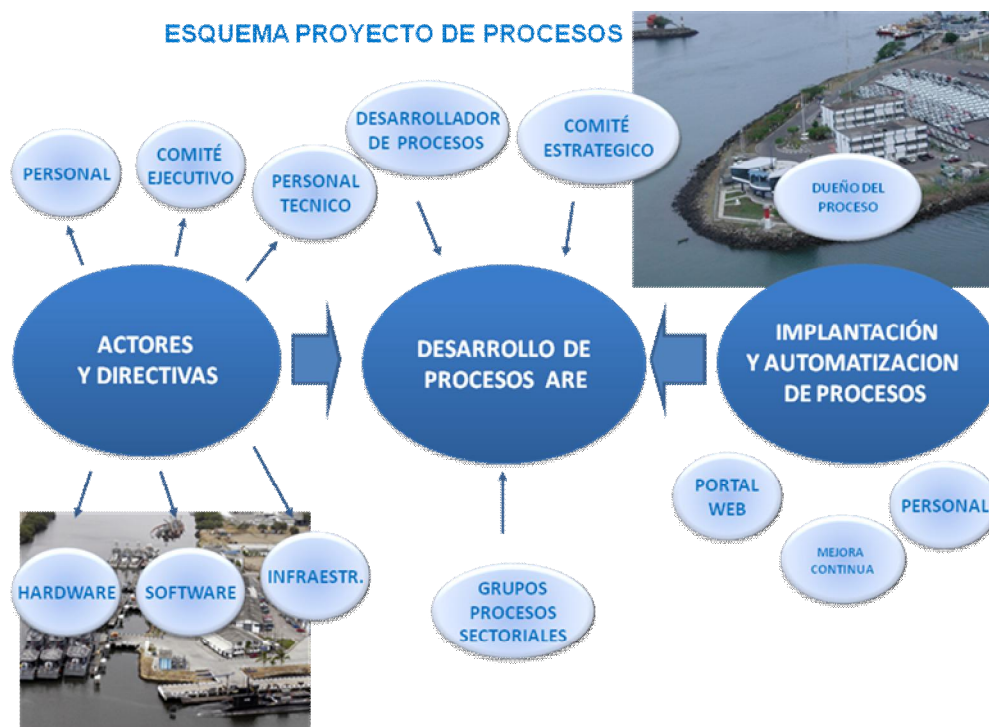 ESQUEMA PROYECTO DE PROCESOS
DESARROLLADOR
DE PROCESOS
COMITÉ
ESTRATEGICO
PERSONAL
COMITÉ
EJECUTIVO
PERSONAL
TECNICO
DUEÑO DEL
PROCESO
ACTORES
Y DIRECTIVAS
DESARROLLO DE
PROCESOS ARE
IMPLANTACIÓN
Y AUTOMATIZACION
DE PROCESOS
PORTAL
WEB
PERSONAL
MEJORA
CONTINUA
HARDWARE
SOFTWARE
INFRAESTR.
GRUPOS
PROCESOS
SECTORIALES